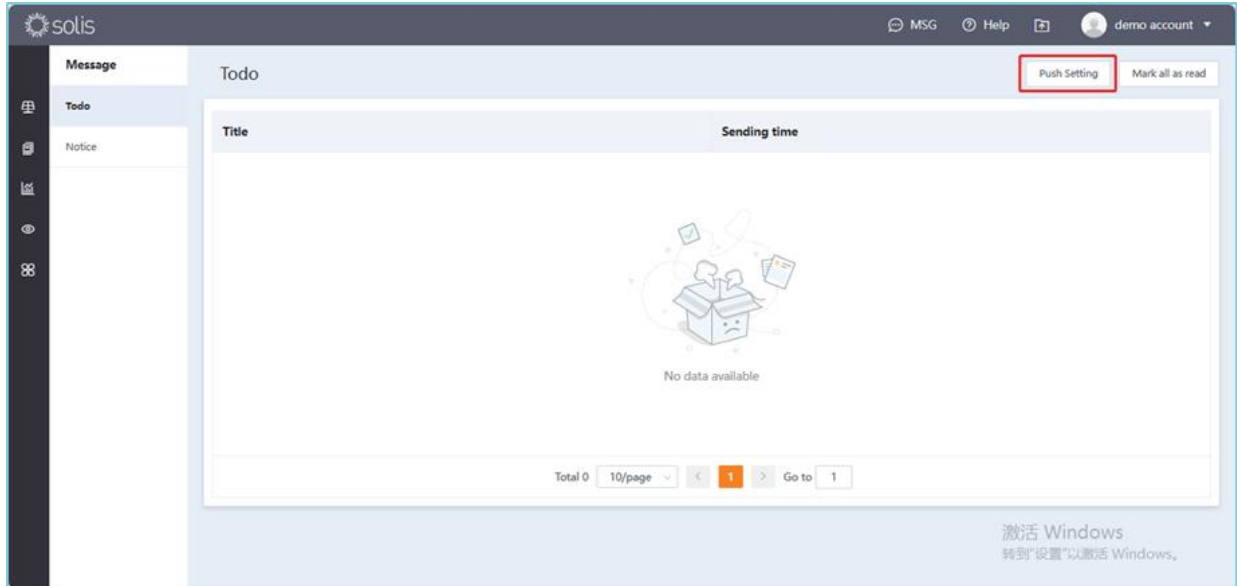 solis
MSG Help demo account
Message
Todo
Notice
Todo
Push Setting Mark all as read
Title Sending time
No data available
Total 0 10/page < 1 > Go to 1
激活 Windows
转到"设置"以激活 Windows。